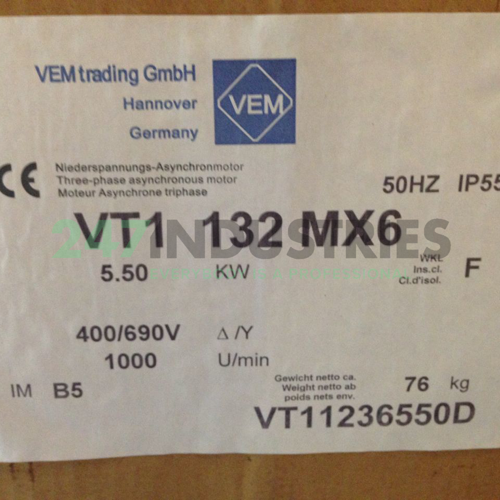 VEM trading GmbH
Hannover
Germany
VEM
CE
Niederspannungs-Asynchronmotor
Three-phase asynchronous motor
Moteur Asynchrone triphase
50HZ IP55
VT1 132 MX6
247INDUSTRIES
5.50 KW
WKL
Ins.cl.
Cl.d'isol.
F
400/690V Δ/Y
1000 U/min
IM B5
Gewicht netto ca.
Weight netto ab
poids nets env.
76 kg
VT11236550D